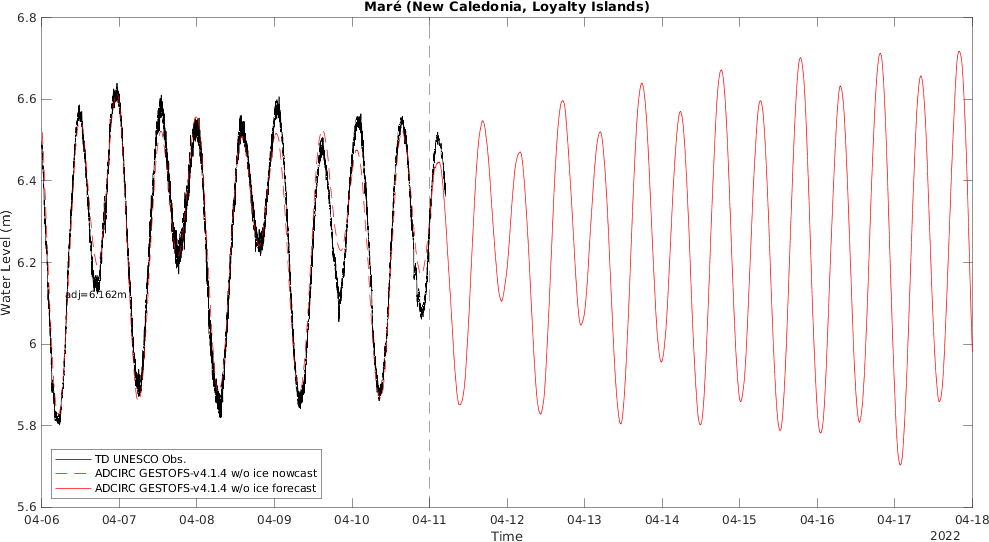 Maré (New Caledonia, Loyalty Islands)
6.8
6.6
6.4
6.2
6
5.8
5.6
Water Level (m)
adj=6.162m
TD UNESCO Obs.
ADCIRC GESTOFS-v4.1.4 w/o ice nowcast
ADCIRC GESTOFS-v4.1.4 w/o ice forecast
04-06 04-07 04-08 04-09 04-10 04-11 04-12 04-13 04-14 04-15 04-16 04-17 04-18
Time
2022